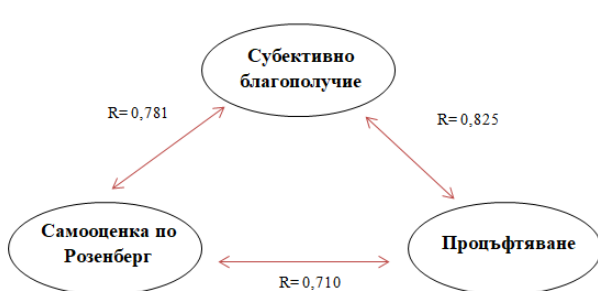 Субективно
благополучие
R= 0,781
R= 0,825
Самооценка по
Розенберг
Процъфтяване
R= 0,710